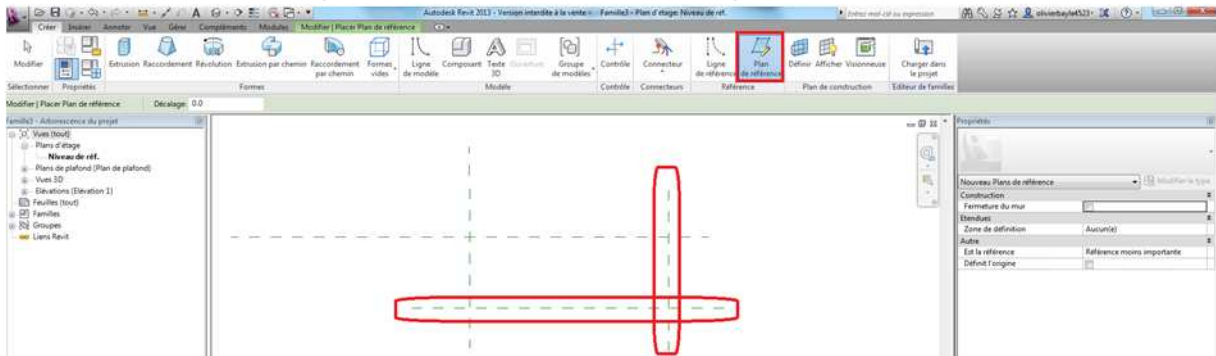 Autodesk Revit 2013 - Version interdite à la vente - Famille3 - Plan d'étage: Niveau de réf.
Entrez mot-clé ou expression
Créer Insérer Annoter Vue Gérer Compléments Modules Modifier | Placer Plan de référence
Modifier
Extrusion Raccordement Révolution Extrusion par chemin Raccordement par chemin Formes vides
Ligne de modèle Composant Texte 3D Ouverture Groupe de modèles
Contrôle Connecteur
Ligne de référence Plan de référence
Définir Afficher Visionneuse
Charger dans le projet
Sélectionner Propriétés Formes Modèle Contrôle Connecteurs Référence Plan de construction Editeur de familles
Modifier | Placer Plan de référence Décalage: 0.0
Famille3 - Arborescence du projet
Vues (tout)
Plans d'étage
Niveau de réf.
Plans de plafond (Plan de plafond)
Vues 3D
Elévations (Elévation 1)
Feuilles (tout)
Familles
Groupes
Liens Revit
Propriétés
Nouveau Plans de référence Modifier le type
Construction
Fermeture du mur
Etendues
Zone de définition Aucun(e)
Autre
Est la référence Référence moins importante
Définit l'origine